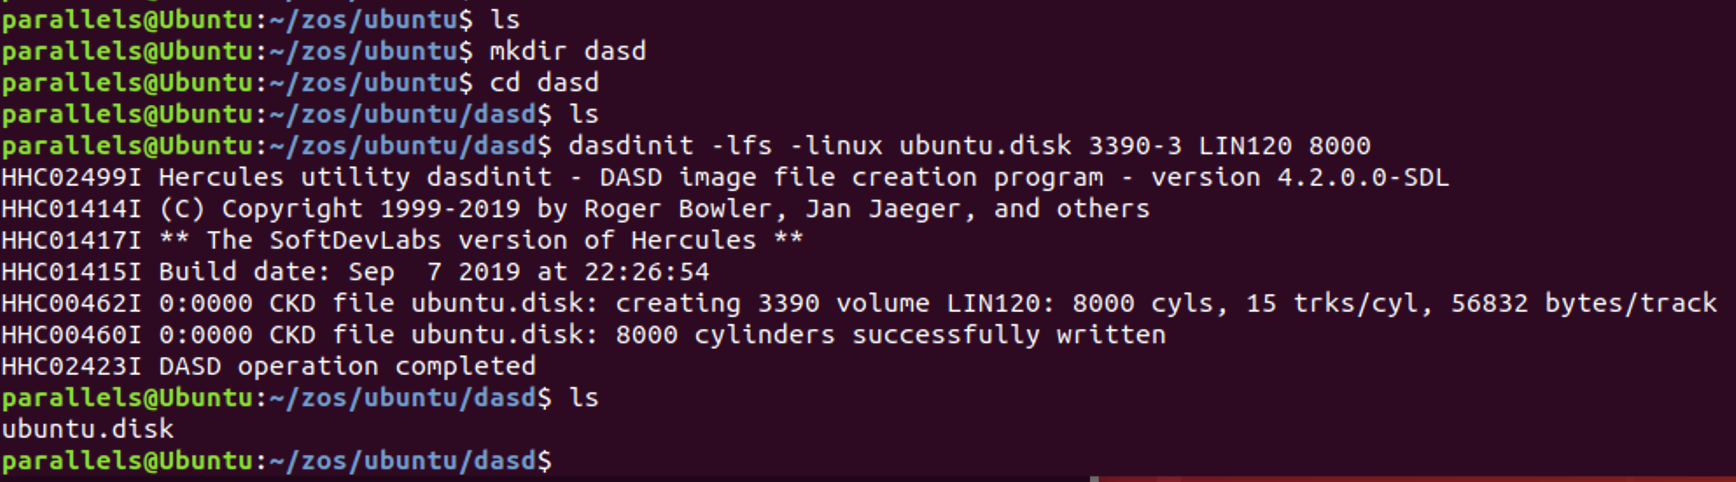 parallels@Ubuntu:~/zos/ubuntu$ ls
parallels@Ubuntu:~/zos/ubuntu$ mkdir dasd
parallels@Ubuntu:~/zos/ubuntu$ cd dasd
parallels@Ubuntu:~/zos/ubuntu/dasd$ ls
parallels@Ubuntu:~/zos/ubuntu/dasd$ dasdinit -lfs -linux ubuntu.disk 3390-3 LIN120 8000
HHC02499I Hercules utility dasdinit - DASD image file creation program - version 4.2.0.0-SDL
HHC01414I (C) Copyright 1999-2019 by Roger Bowler, Jan Jaeger, and others
HHC01417I ** The SoftDevLabs version of Hercules **
HHC01415I Build date: Sep  7 2019 at 22:26:54
HHC00462I 0:0000 CKD file ubuntu.disk: creating 3390 volume LIN120: 8000 cyls, 15 trks/cyl, 56832 bytes/track
HHC00460I 0:0000 CKD file ubuntu.disk: 8000 cylinders successfully written
HHC02423I DASD operation completed
parallels@Ubuntu:~/zos/ubuntu/dasd$ ls
ubuntu.disk
parallels@Ubuntu:~/zos/ubuntu/dasd$